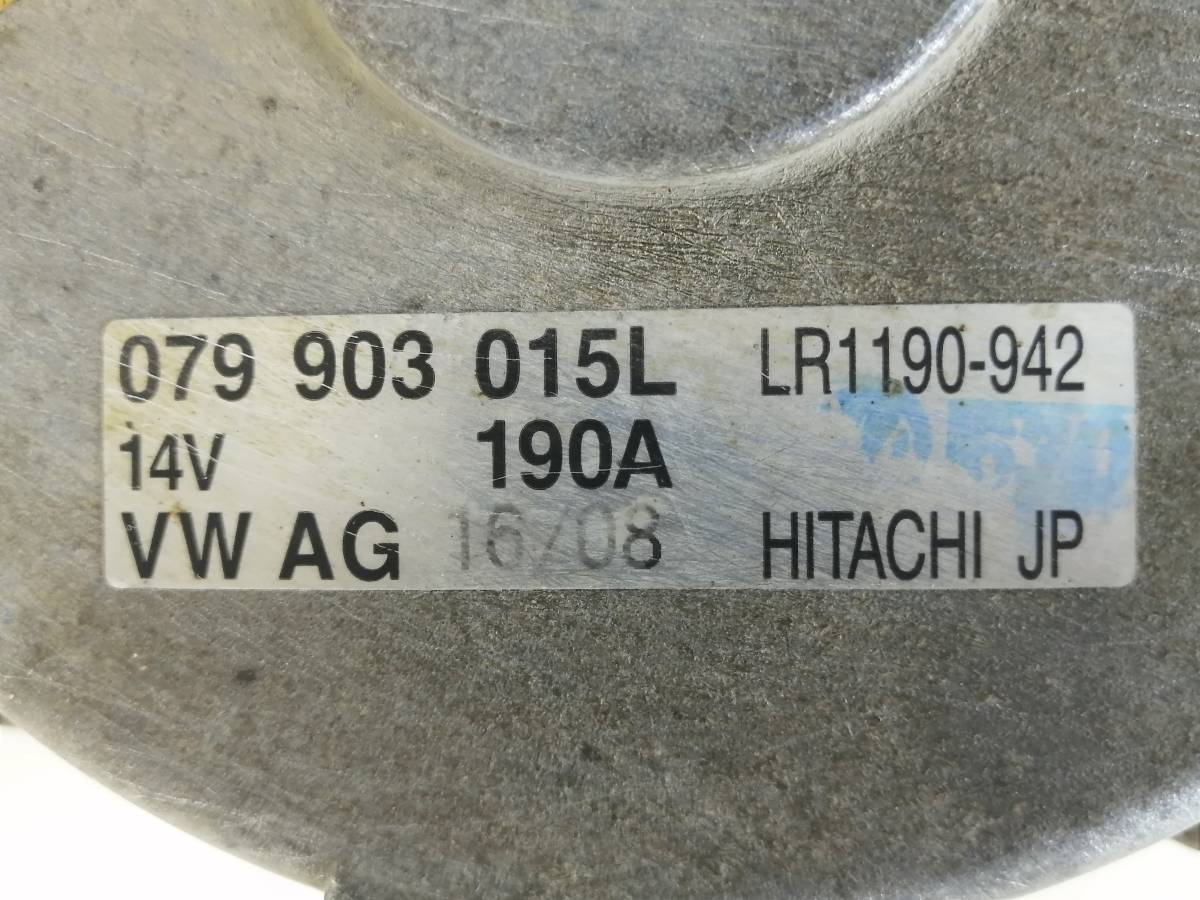 079 903 015L LR1190-942
14V 190A
VW AG 16/08 HITACHI JP